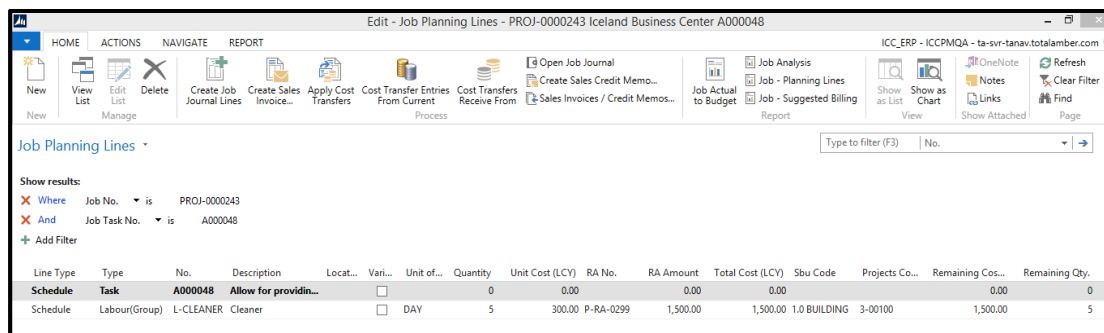 Edit - Job Planning Lines - PROJ-0000243 Iceland Business Center A000048
HOME ACTIONS NAVIGATE REPORT ICC_ERP - ICCPMQA - ta-svr-tanav.totalamber.com
New View List Edit List Delete Create Job Journal Lines Create Sales Invoice... Apply Cost Transfers Cost Transfer Entries From Current Cost Transfers Receive From Open Job Journal Create Sales Credit Memo... Sales Invoices / Credit Memos... Job Actual to Budget Job Analysis Job - Planning Lines Job - Suggested Billing Show as List Show as Chart OneNote Notes Links Refresh Clear Filter Find
New Manage Process Report View Show Attached Page
Job Planning Lines
Type to filter (F3) No.
Show results:
Where Job No. is PROJ-0000243
And Job Task No. is A000048
Add Filter
Line Type Type No. Description Locat... Vari... Unit of... Quantity Unit Cost (LCY) RA No. RA Amount Total Cost (LCY) Sbu Code Projects Co... Remaining Cos... Remaining Qty.
Schedule Task A000048 Allow for providin... 0 0.00 0.00 0.00 0.00 0
Schedule Labour(Group) L-CLEANER Cleaner DAY 5 300.00 P-RA-0299 1,500.00 1,500.00 1.0 BUILDING 3-00100 1,500.00 5